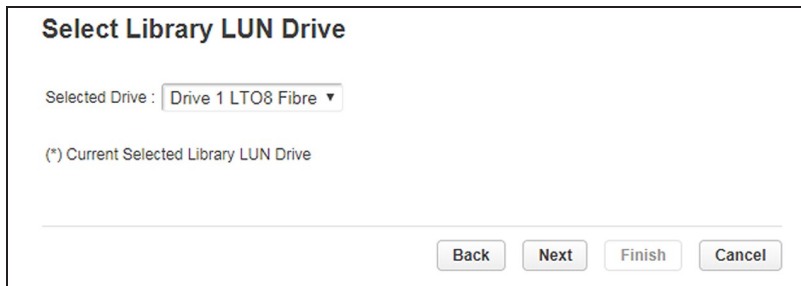 Select Library LUN Drive
Selected Drive : Drive 1 LTO8 Fibre ▼
(*) Current Selected Library LUN Drive
Back Next Finish Cancel